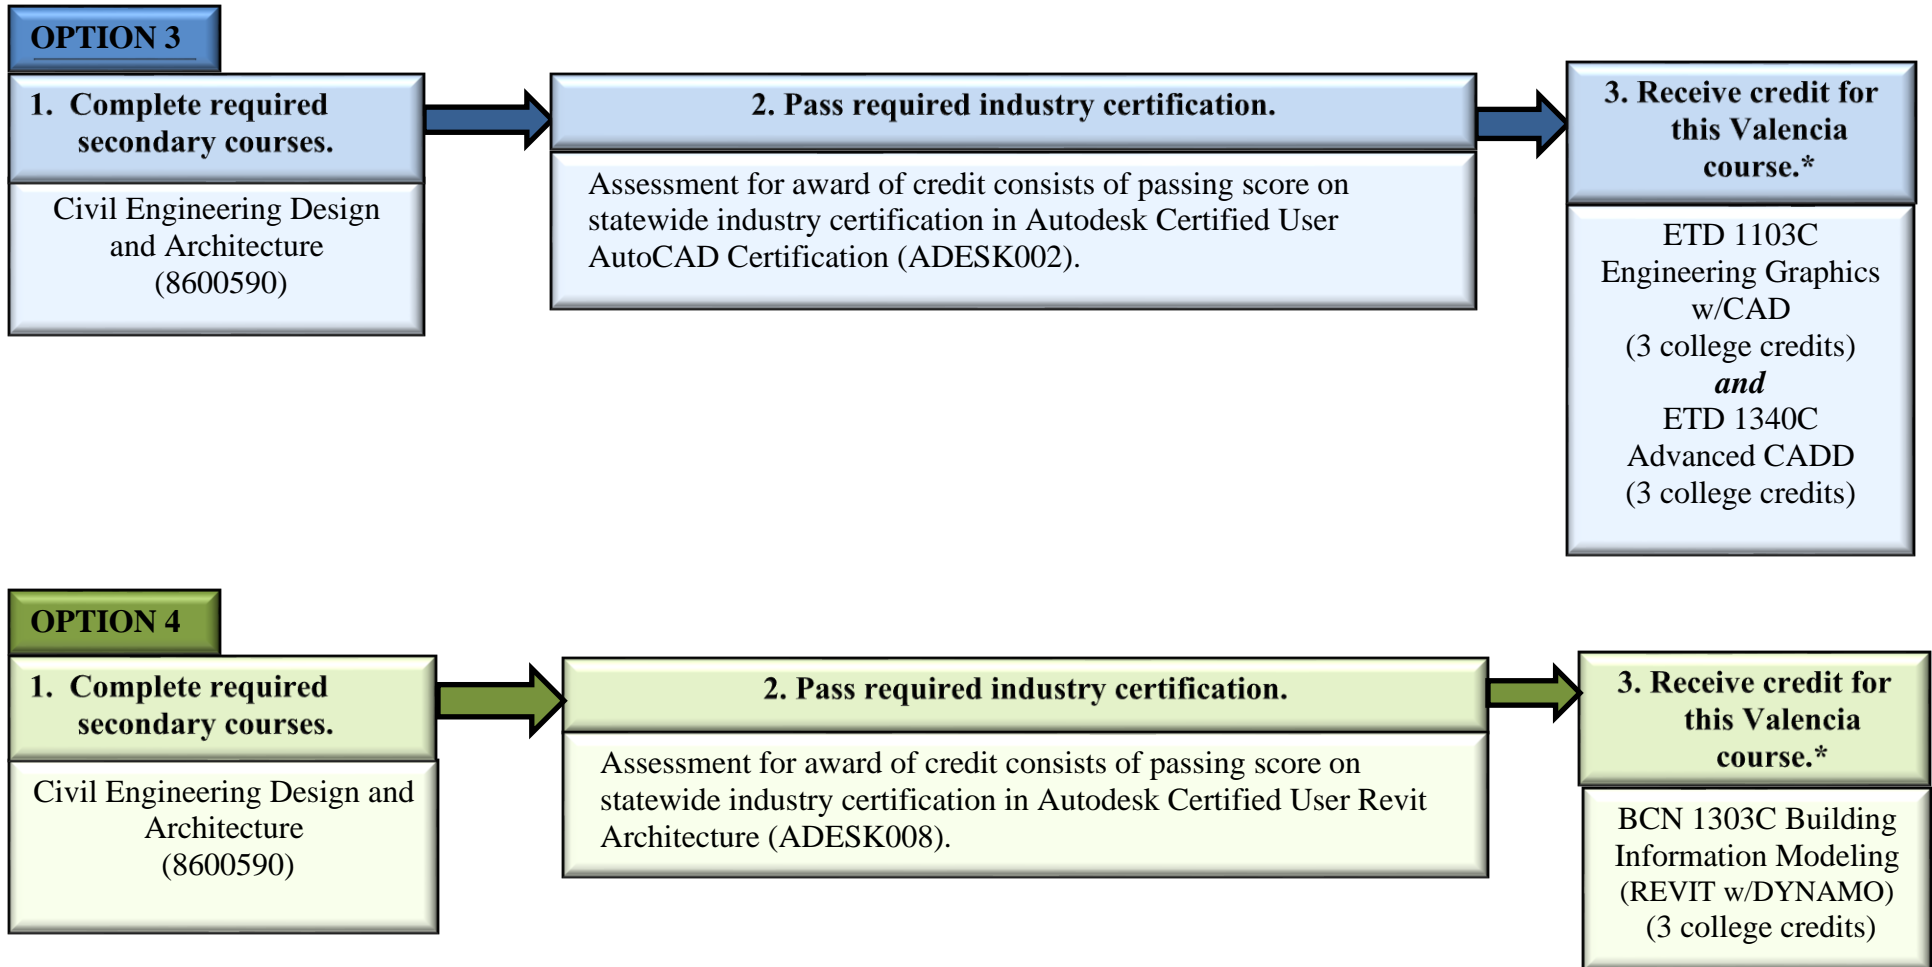 OPTION 3
1. Complete required
secondary courses.
Civil Engineering Design
and Architecture
(8600590)
2. Pass required industry certification.
Assessment for award of credit consists of passing score on
statewide industry certification in Autodesk Certified User
AutoCAD Certification (ADESK002).
3. Receive credit for
this Valencia
course.*
ETD 1103C
Engineering Graphics
w/CAD
(3 college credits)
and
ETD 1340C
Advanced CADD
(3 college credits)
OPTION 4
1. Complete required
secondary courses.
Civil Engineering Design and
Architecture
(8600590)
2. Pass required industry certification.
Assessment for award of credit consists of passing score on
statewide industry certification in Autodesk Certified User Revit
Architecture (ADESK008).
3. Receive credit for
this Valencia
course.*
BCN 1303C Building
Information Modeling
(REVIT w/DYNAMO)
(3 college credits)